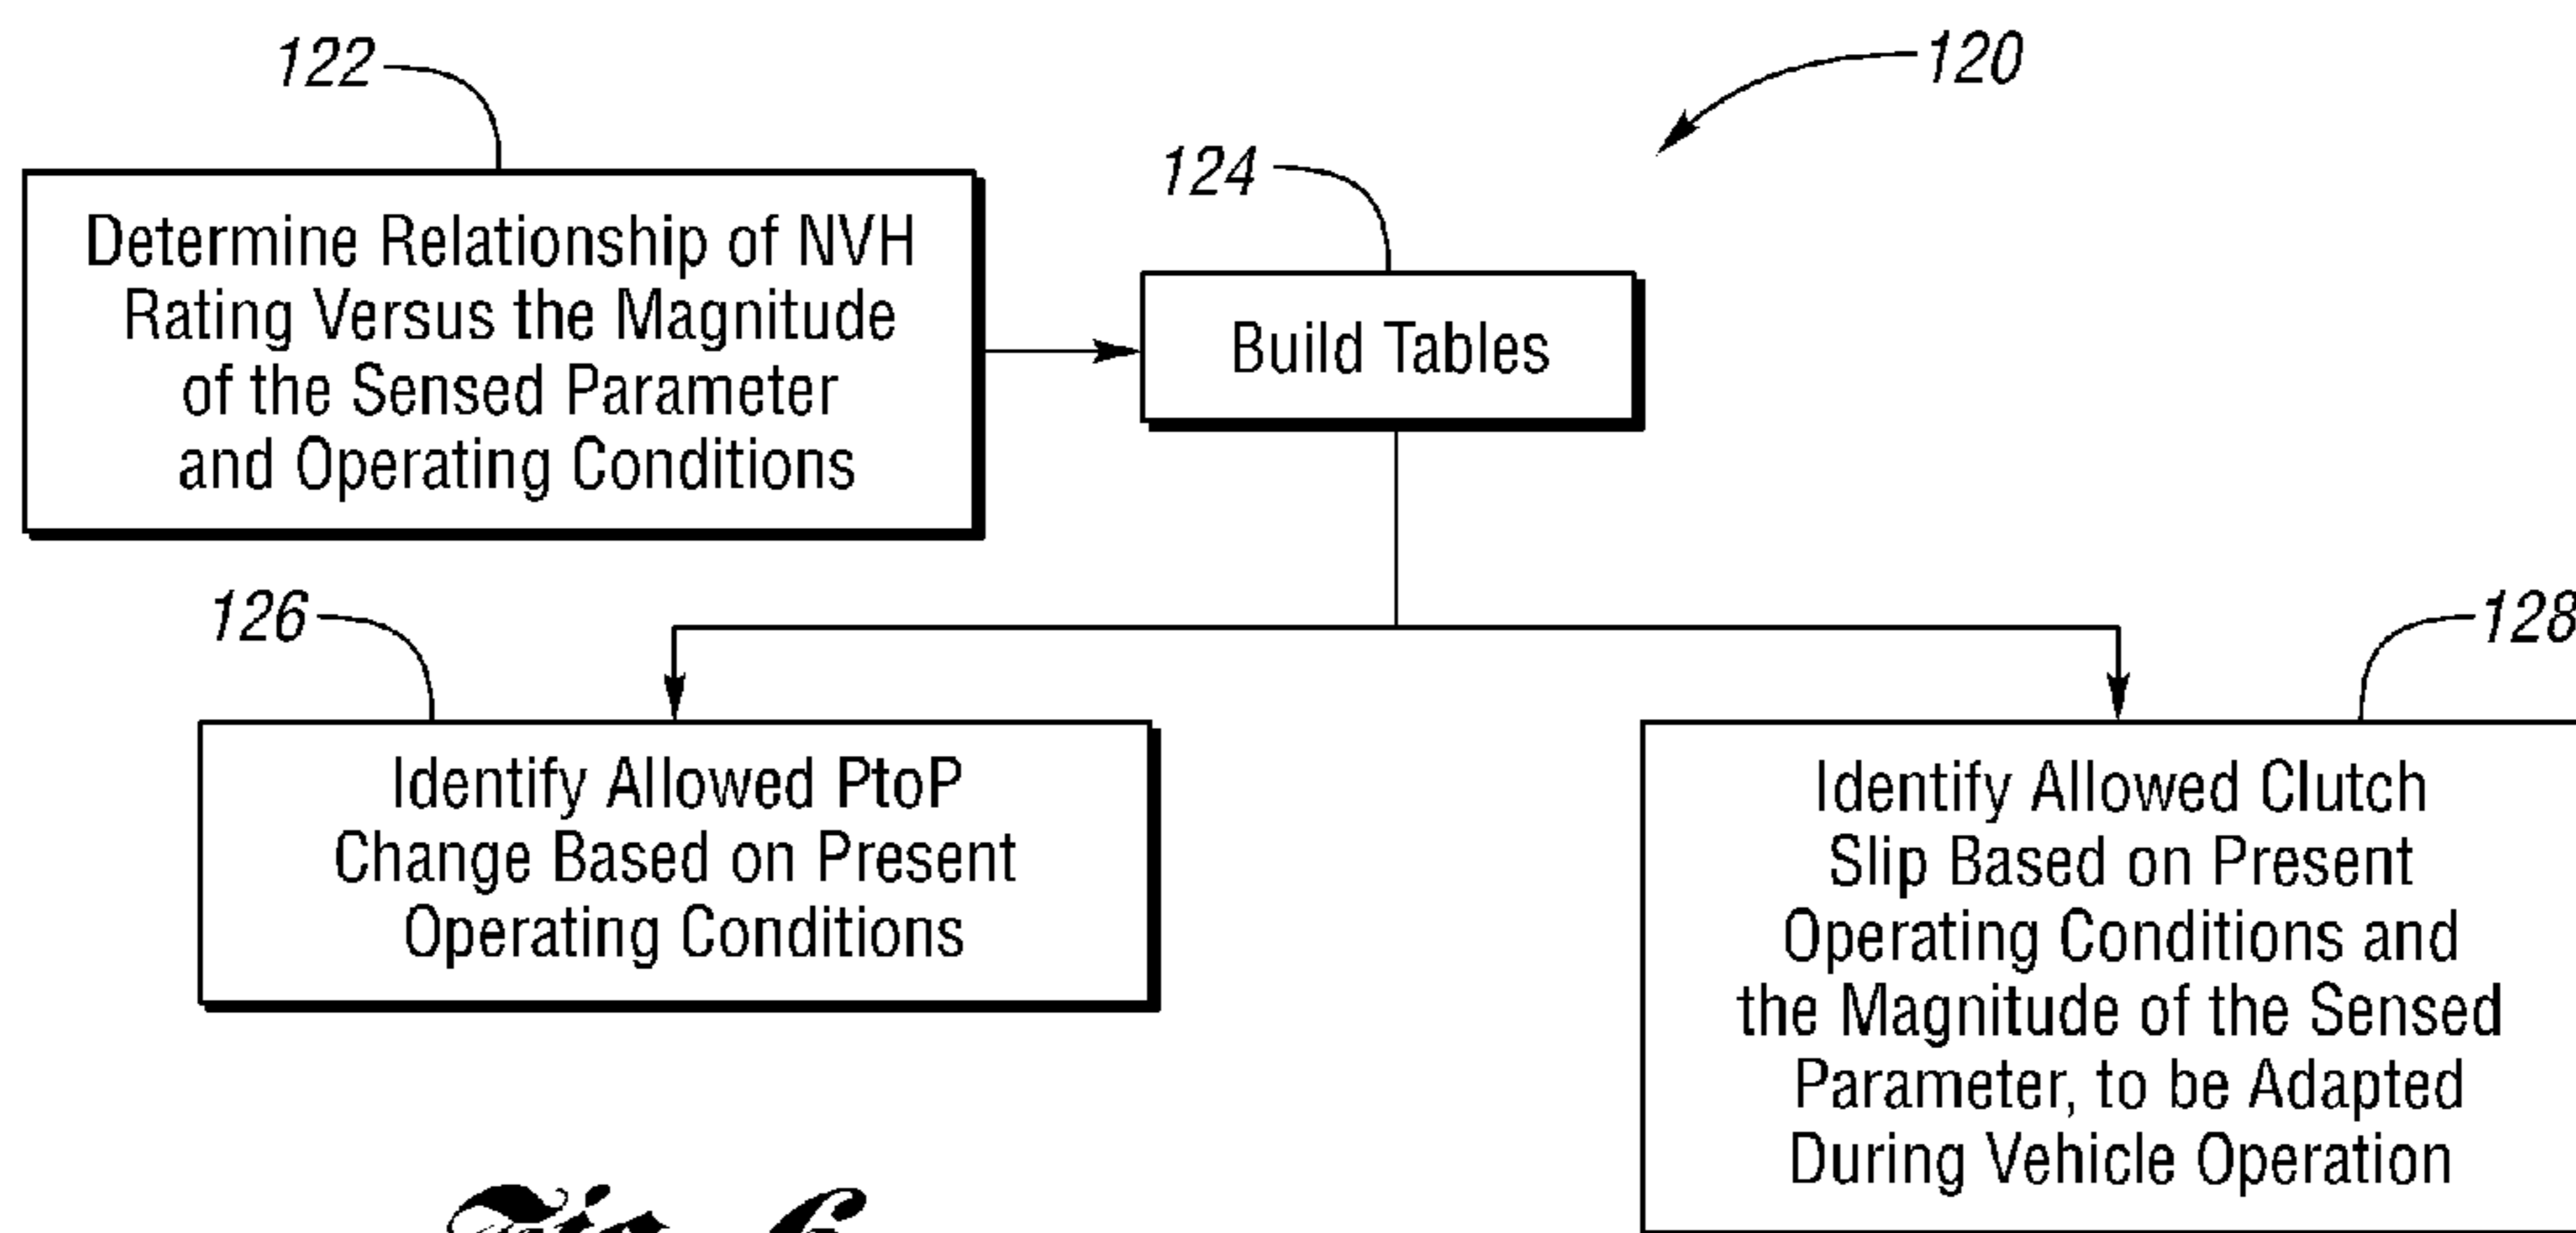 122
120
124
Determine Relationship of NVH
Rating Versus the Magnitude
of the Sensed Parameter
and Operating Conditions
Build Tables
126
128
Identify Allowed PtoP
Change Based on Present
Operating Conditions
Identify Allowed Clutch
Slip Based on Present
Operating Conditions and
the Magnitude of the Sensed
Parameter, to be Adapted
During Vehicle Operation